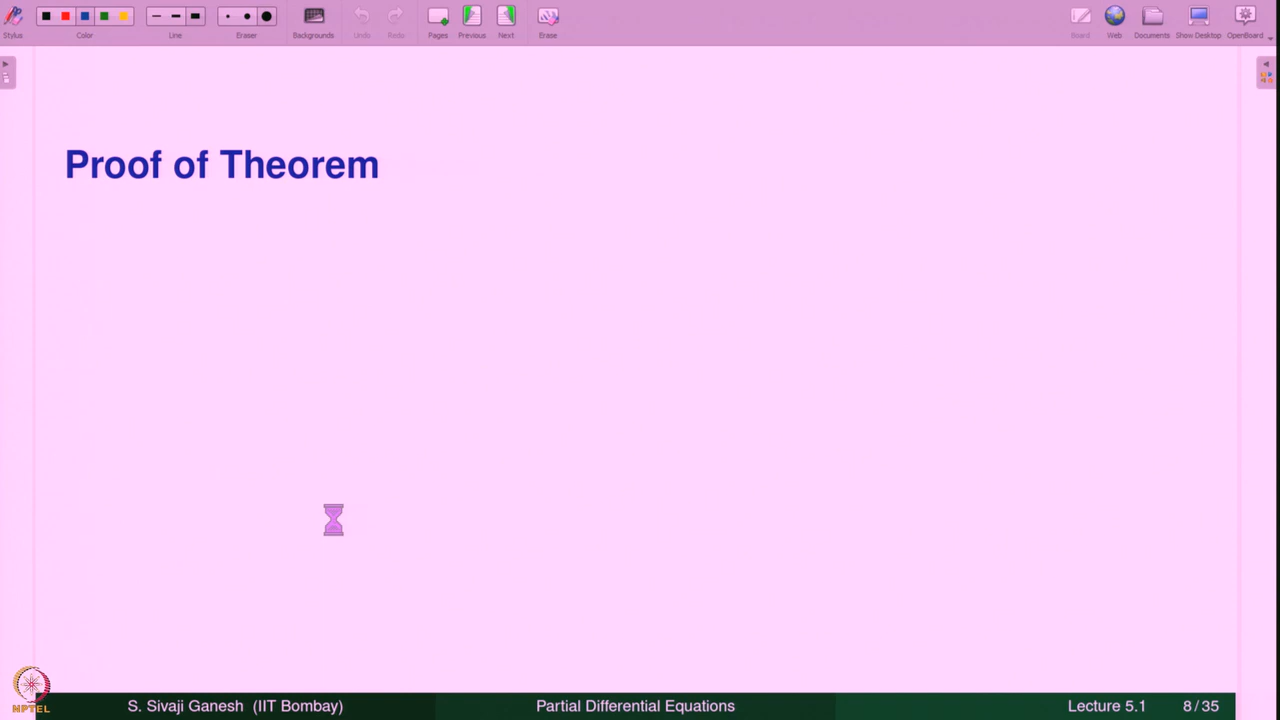 Stylus
Color
Line
Eraser
Backgrounds
Undo
Redo
Pages
Previous
Next
Erase
Board
Web
Documents
Show Desktop
OpenBoard
Proof of Theorem
NPTEL
S. Sivaji Ganesh (IIT Bombay)
Partial Differential Equations
Lecture 5.1
8 / 35